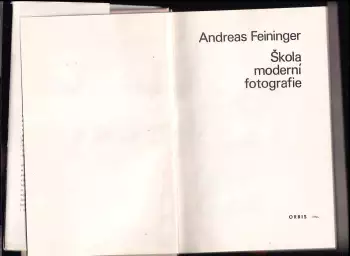 Andreas Feininger
Škola
moderní
fotografie
ORBIS